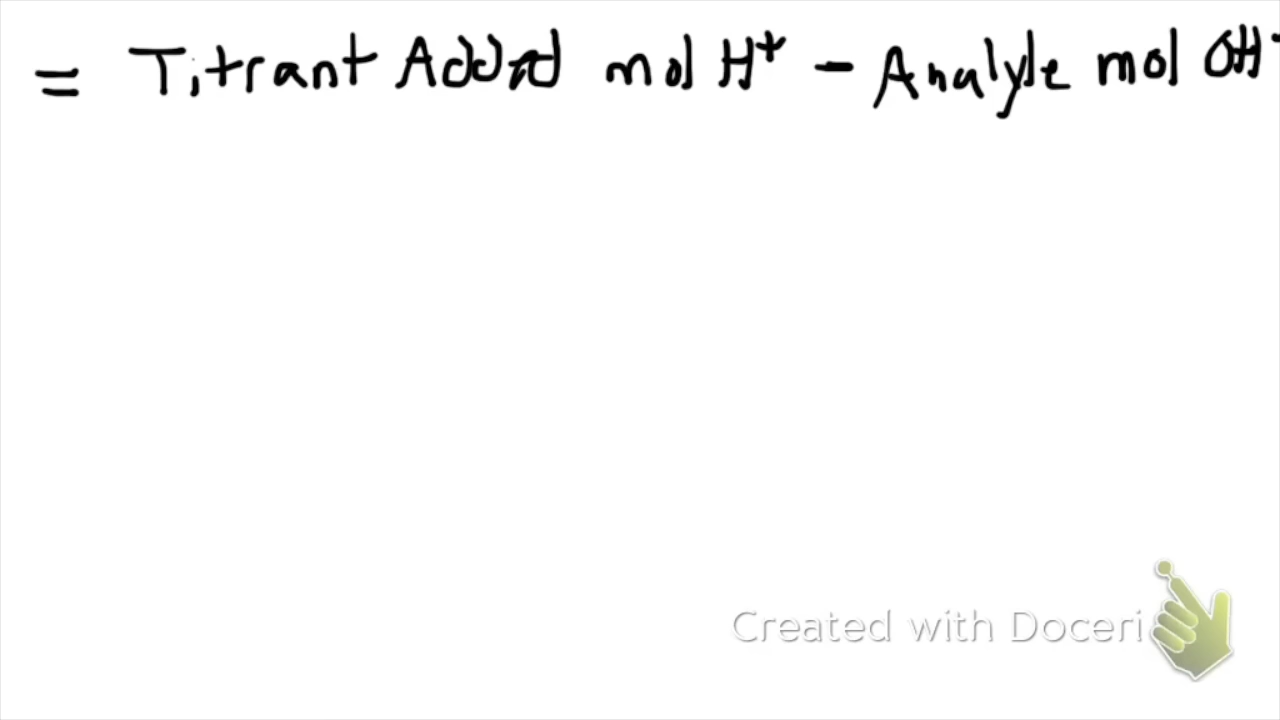 = Titrant Added mol H⁺ - Analyte mol OH⁻
Created with Doceri